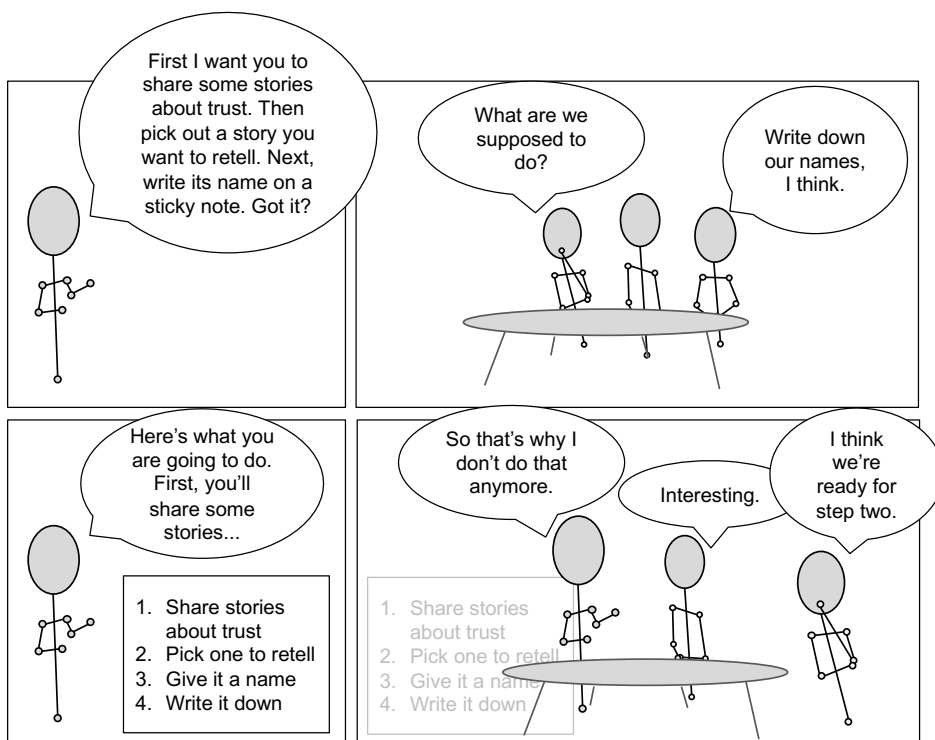 First I want you to
share some stories
about trust. Then
pick out a story you
want to retell. Next,
write its name on a
sticky note. Got it?
What are we
supposed to
do?
Write down
our names,
I think.
Here’s what you
are going to do.
First, you’ll
share some
stories...
1. Share stories
about trust
2. Pick one to retell
3. Give it a name
4. Write it down
So that’s why I
don’t do that
anymore.
Interesting.
I think
we’re
ready for
step two.
1. Share stories
about trust
2. Pick one to retell
3. Give it a name
4. Write it down